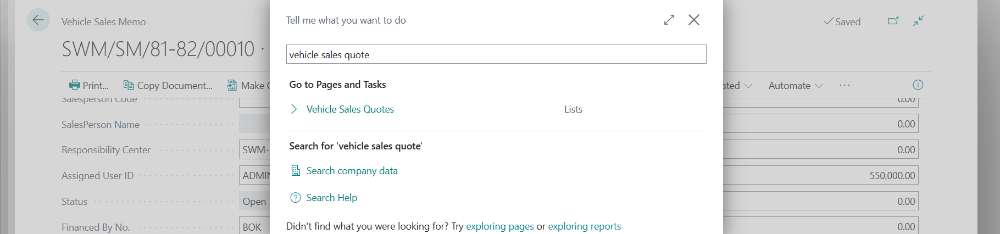 Vehicle Sales Memo
Saved
SWM/SM/81-82/00010 ·
Print...
Copy Document...
Make
Automate
Salesperson Code
0.00
SalesPerson Name
0.00
Responsibility Center
SWM-
0.00
Assigned User ID
ADMIN
550,000.00
Status
Open
0.00
Financed By No.
BOK
0.00
Tell me what you want to do
vehicle sales quote
Go to Pages and Tasks
Vehicle Sales Quotes
Lists
Search for 'vehicle sales quote'
Search company data
Search Help
Didn't find what you were looking for? Try exploring pages or exploring reports